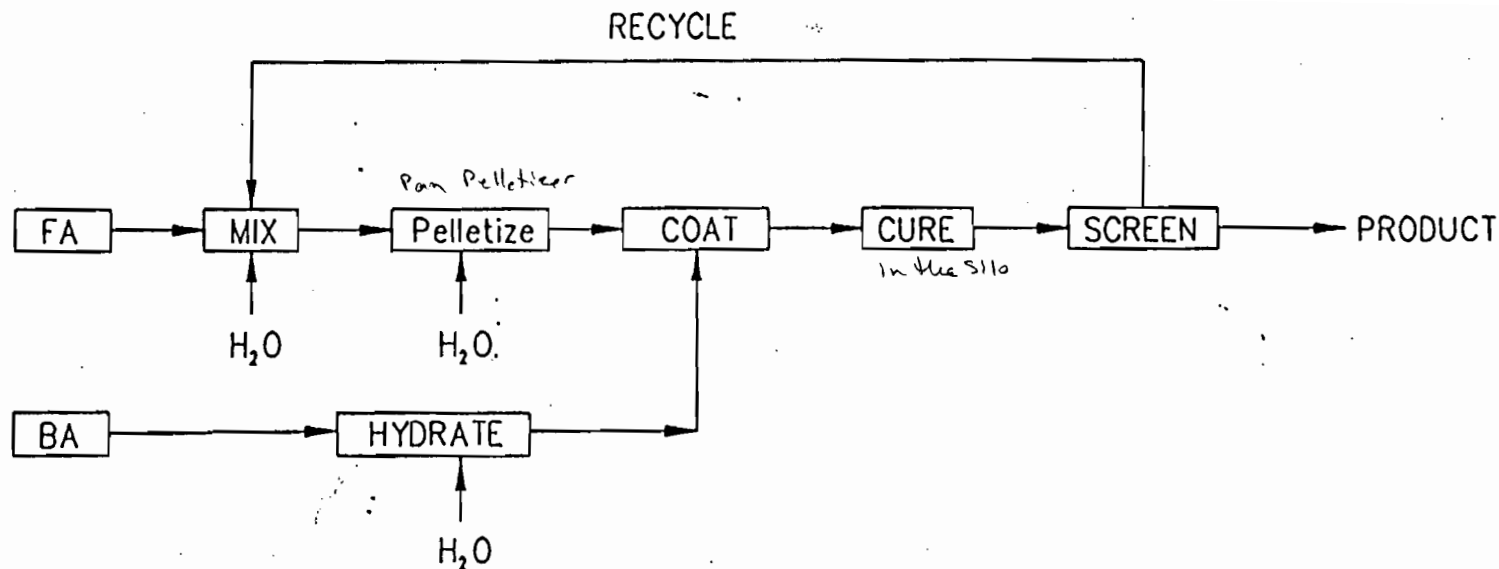 RECYCLE
Pan Pelletizer
FA
MIX
Pelletize
COAT
CURE
SCREEN
PRODUCT
in the silo
H₂O
H₂O
BA
HYDRATE
H₂O